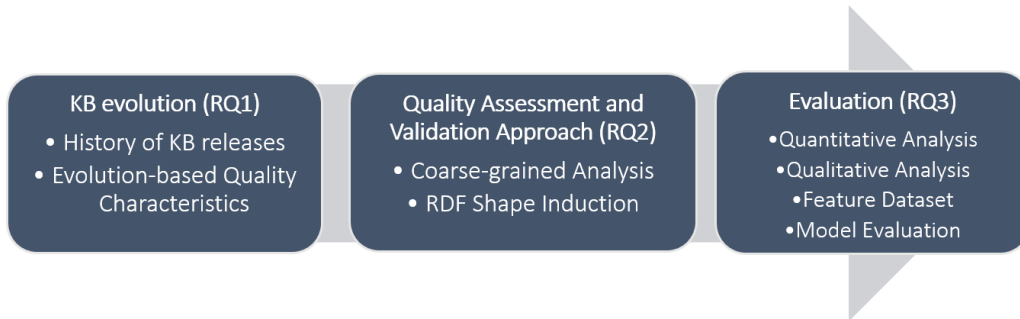 KB evolution (RQ1)
• History of KB releases
• Evolution-based Quality
Characteristics
Quality Assessment and
Validation Approach (RQ2)
• Coarse-grained Analysis
• RDF Shape Induction
Evaluation (RQ3)
•Quantitative Analysis
•Qualitative Analysis
•Feature Dataset
•Model Evaluation